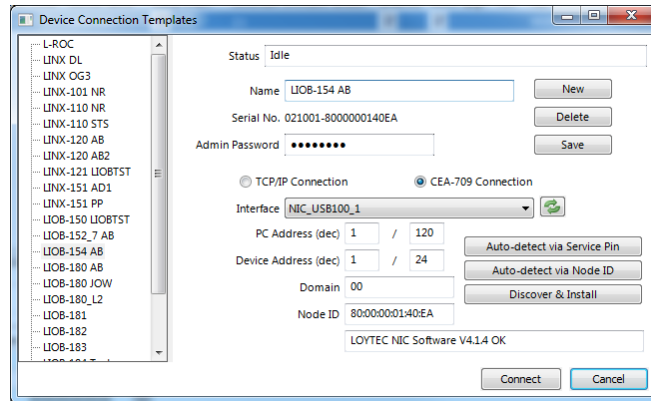 Device Connection Templates
L-ROC
LINX DL
LINX OG3
LINX-101 NR
LINX-110 NR
LINX-110 STS
LINX-120 AB
LINX-120 AB2
LINX-121 LIOBTST
LINX-151 AD1
LINX-151 PP
LIOB-150 LIOBTST
LIOB-152_7 AB
LIOB-154 AB
LIOB-180 AB
LIOB-180 JOW
LIOB-180_L2
LIOB-181
LIOB-182
LIOB-183
Status Idle
Name LIOB-154 AB New
Serial No. 021001-8000000140EA Delete
Admin Password ●●●●●●●● Save
TCP/IP Connection CEA-709 Connection
Interface NIC_USB100_1
PC Address (dec) 1 / 120
Auto-detect via Service Pin
Device Address (dec) 1 / 24
Auto-detect via Node ID
Domain 00
Discover & Install
Node ID 80:00:00:01:40:EA
LOYTEC NIC Software V4.1.4 OK
Connect Cancel